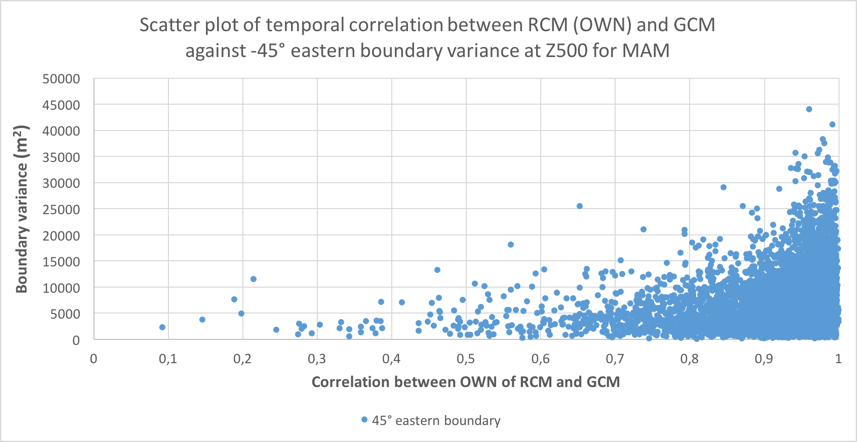 Scatter plot of temporal correlation between RCM (OWN) and GCM
against -45° eastern boundary variance at Z500 for MAM
Boundary variance (m²)
50000
45000
40000
35000
30000
25000
20000
15000
10000
5000
0
0 0,1 0,2 0,3 0,4 0,5 0,6 0,7 0,8 0,9 1
Correlation between OWN of RCM and GCM
45° eastern boundary